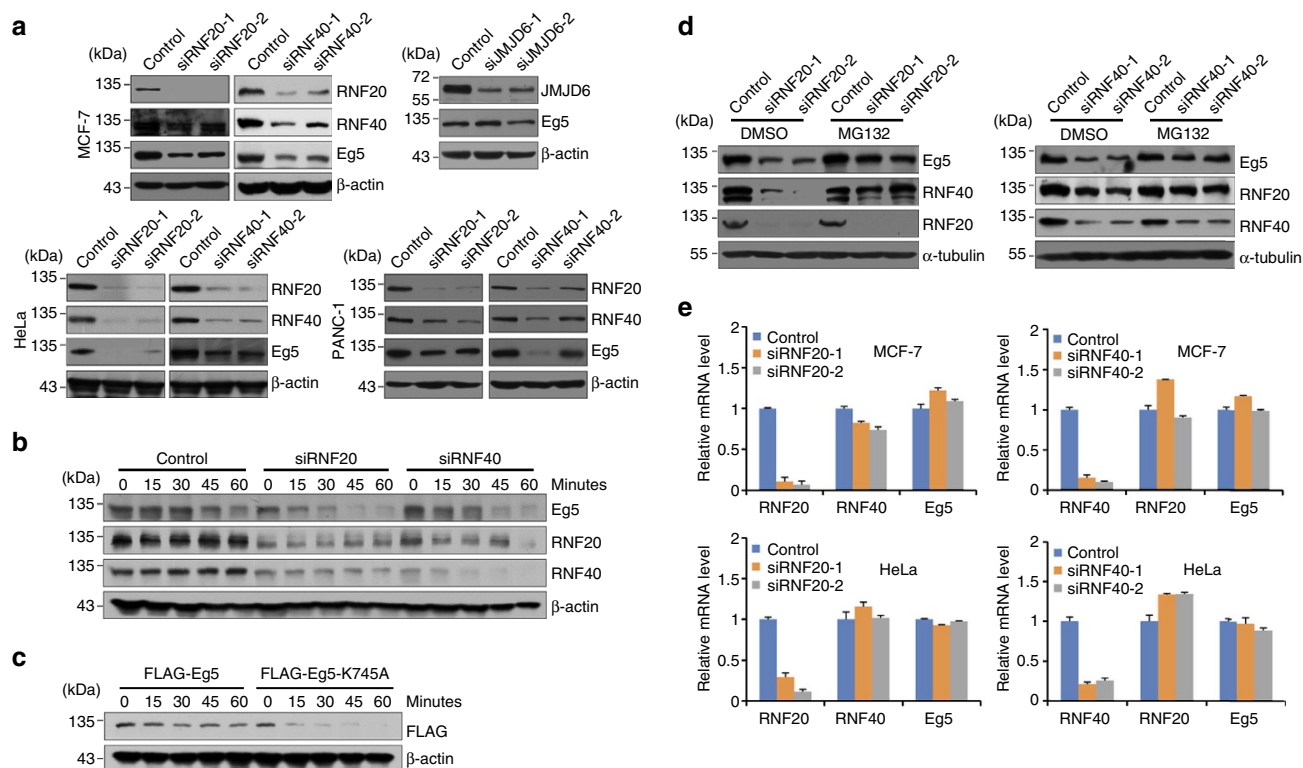 a
(kDa)
Control
siRNF20-1
siRNF20-2
Control
siRNF40-1
siRNF40-2
MCF-7
135
RNF20
135
RNF40
135
Eg5
43
β-actin
(kDa)
Control
siJMJD6-1
siJMJD6-2
72
55
JMJD6
135
Eg5
43
β-actin
Control
siRNF20-1
siRNF20-2
Control
siRNF40-1
siRNF40-2
HeLa
135
RNF20
135
RNF40
135
Eg5
43
β-actin
Control
siRNF20-1
siRNF20-2
Control
siRNF40-1
siRNF40-2
PANC-1
135
RNF20
135
RNF40
135
Eg5
43
β-actin
b
Control siRNF20 siRNF40
(kDa) 0 15 30 45 60 0 15 30 45 60 0 15 30 45 60 Minutes
135 Eg5
135 RNF20
135 RNF40
43 β-actin
c
FLAG-Eg5 FLAG-Eg5-K745A
(kDa) 0 15 30 45 60 0 15 30 45 60 Minutes
135 FLAG
43 β-actin
d
Control
siRNF20-1
siRNF20-2
Control
siRNF20-1
siRNF20-2
(kDa) DMSO MG132
135 Eg5
135 RNF40
135 RNF20
55 α-tubulin
Control
siRNF40-1
siRNF40-2
Control
siRNF40-1
siRNF40-2
(kDa) DMSO MG132
135 Eg5
135 RNF20
135 RNF40
55 α-tubulin
e
Relative mRNA level
2
1.5
1
0.5
0
Control
siRNF20-1
siRNF20-2
MCF-7
RNF20 RNF40 Eg5
Relative mRNA level
2
1.5
1
0.5
0
Control
siRNF40-1
siRNF40-2
MCF-7
RNF40 RNF20 Eg5
Relative mRNA level
2
1.5
1
0.5
0
Control
siRNF20-1
siRNF20-2
HeLa
RNF20 RNF40 Eg5
Relative mRNA level
2
1.5
1
0.5
0
Control
siRNF40-1
siRNF40-2
HeLa
RNF40 RNF20 Eg5